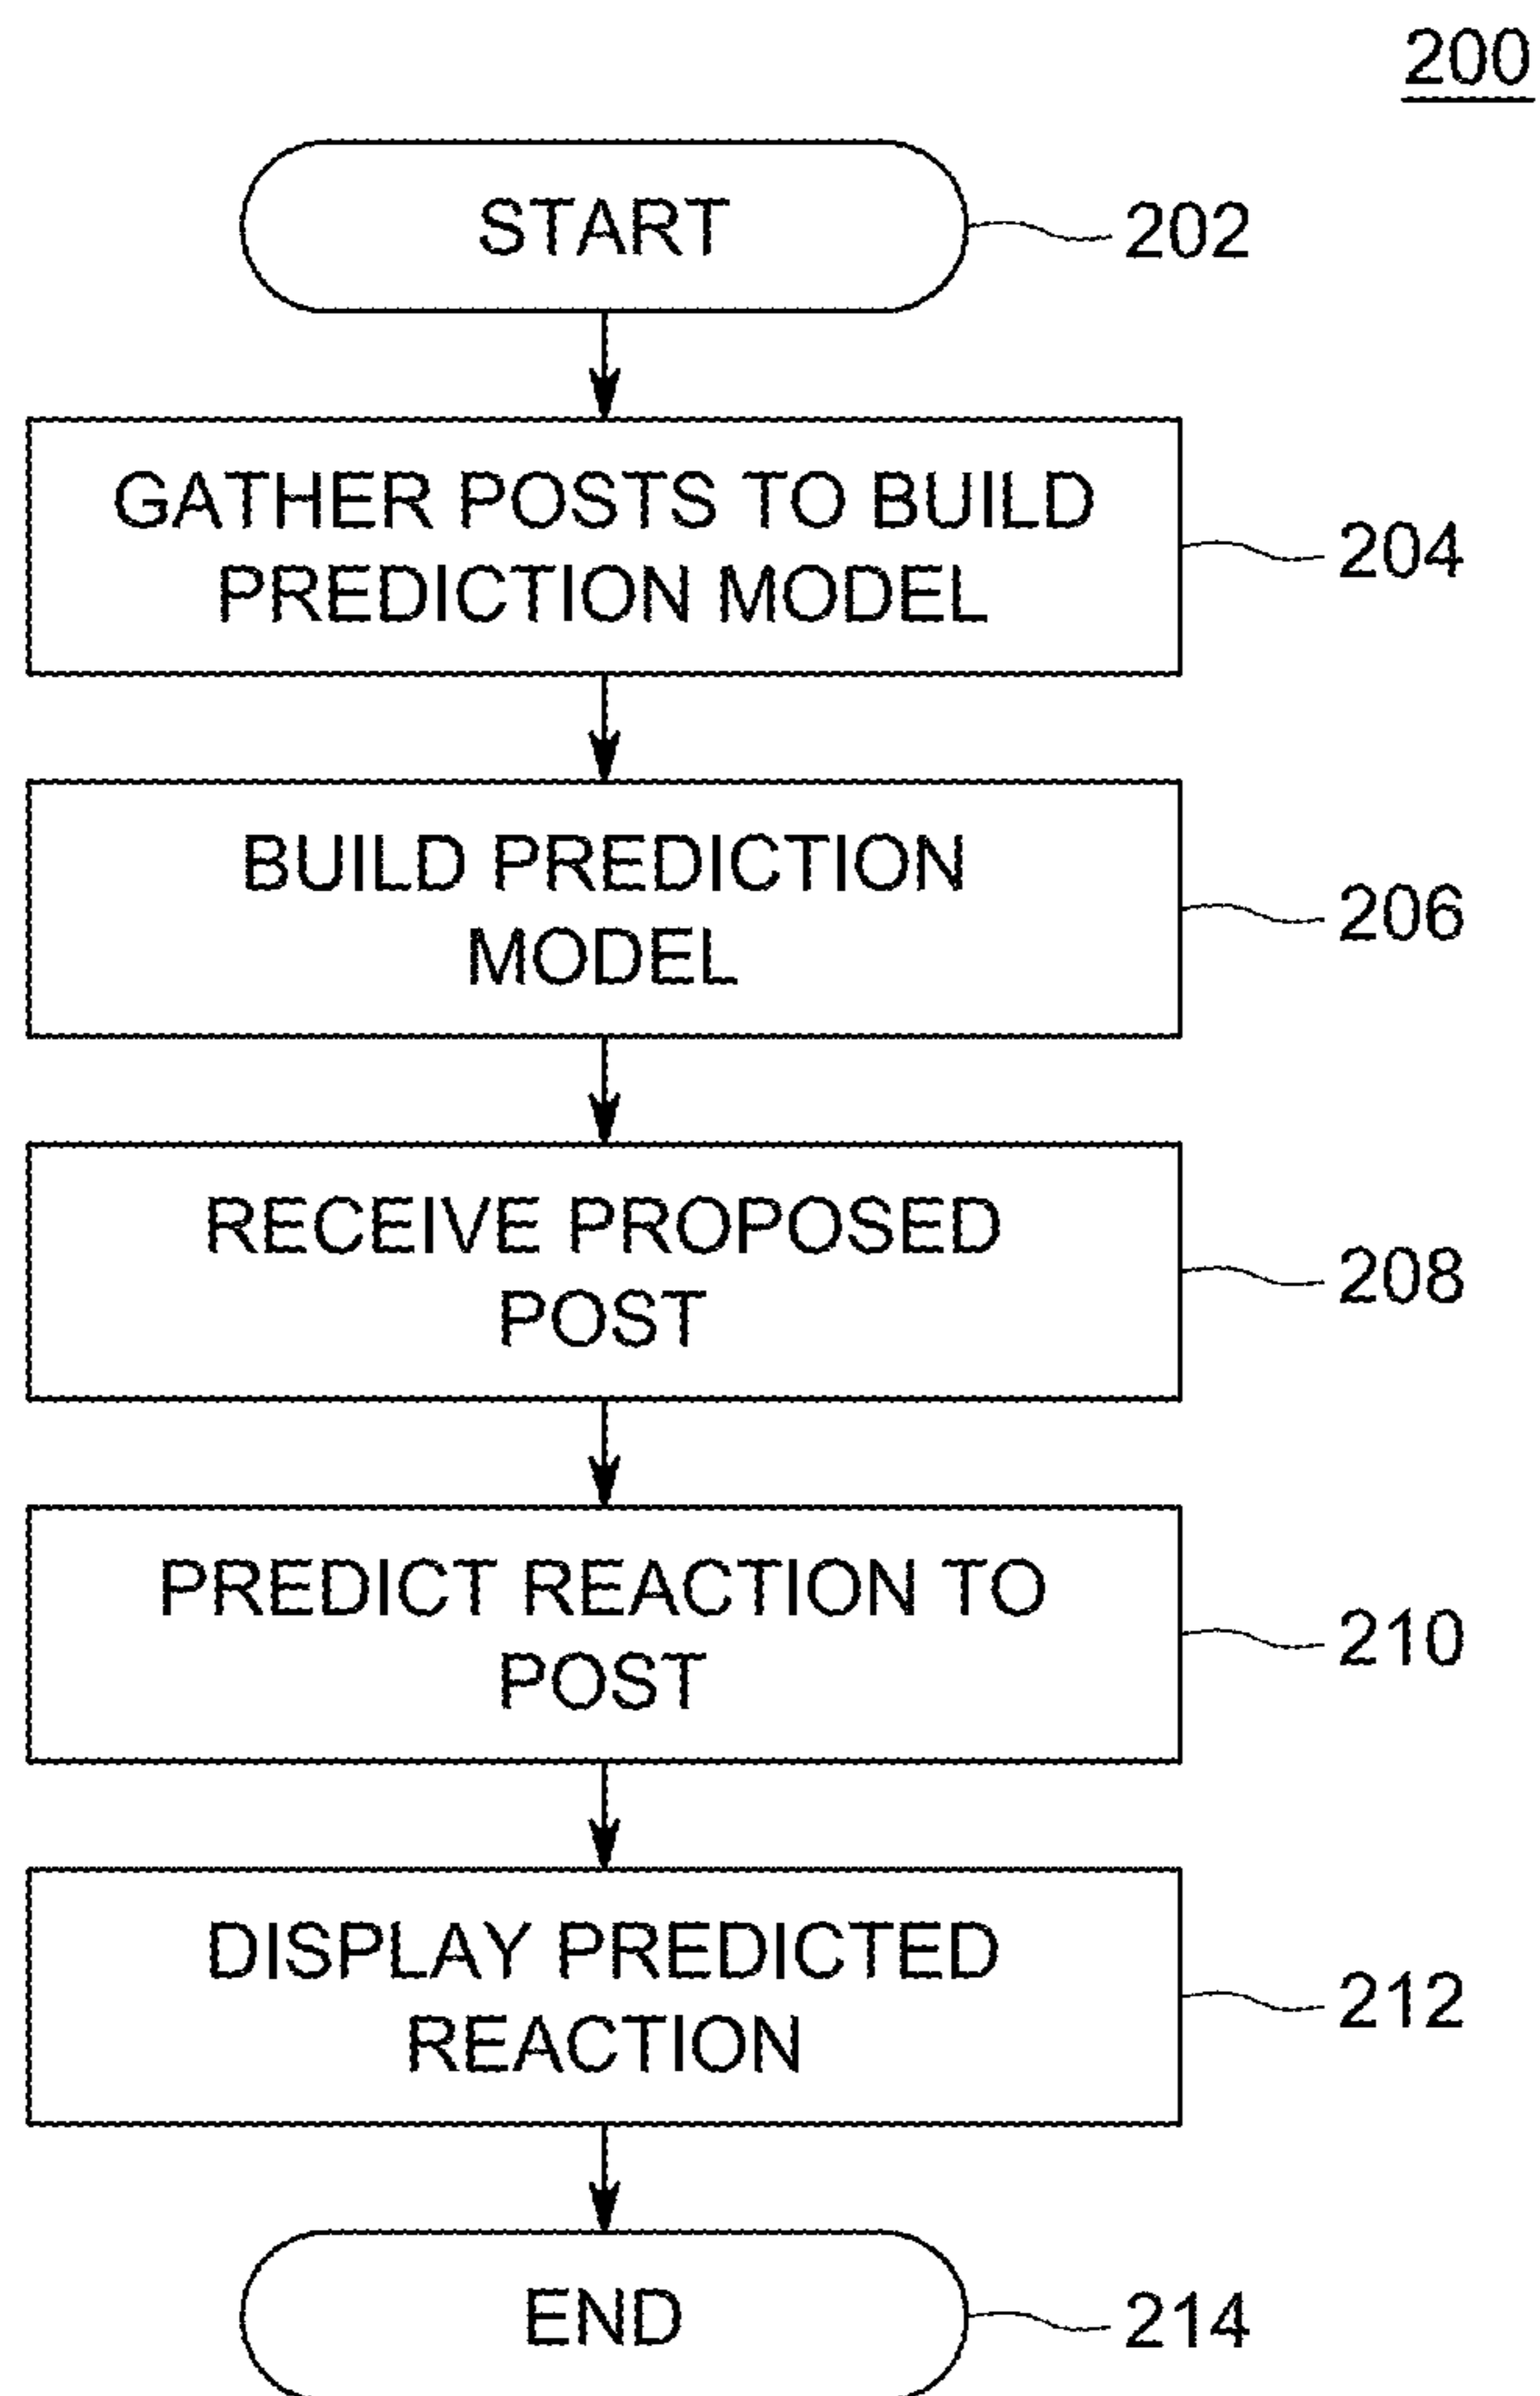 200
START
202
GATHER POSTS TO BUILD
PREDICTION MODEL
204
BUILD PREDICTION
MODEL
206
RECEIVE PROPOSED
POST
208
PREDICT REACTION TO
POST
210
DISPLAY PREDICTED
REACTION
212
END
214